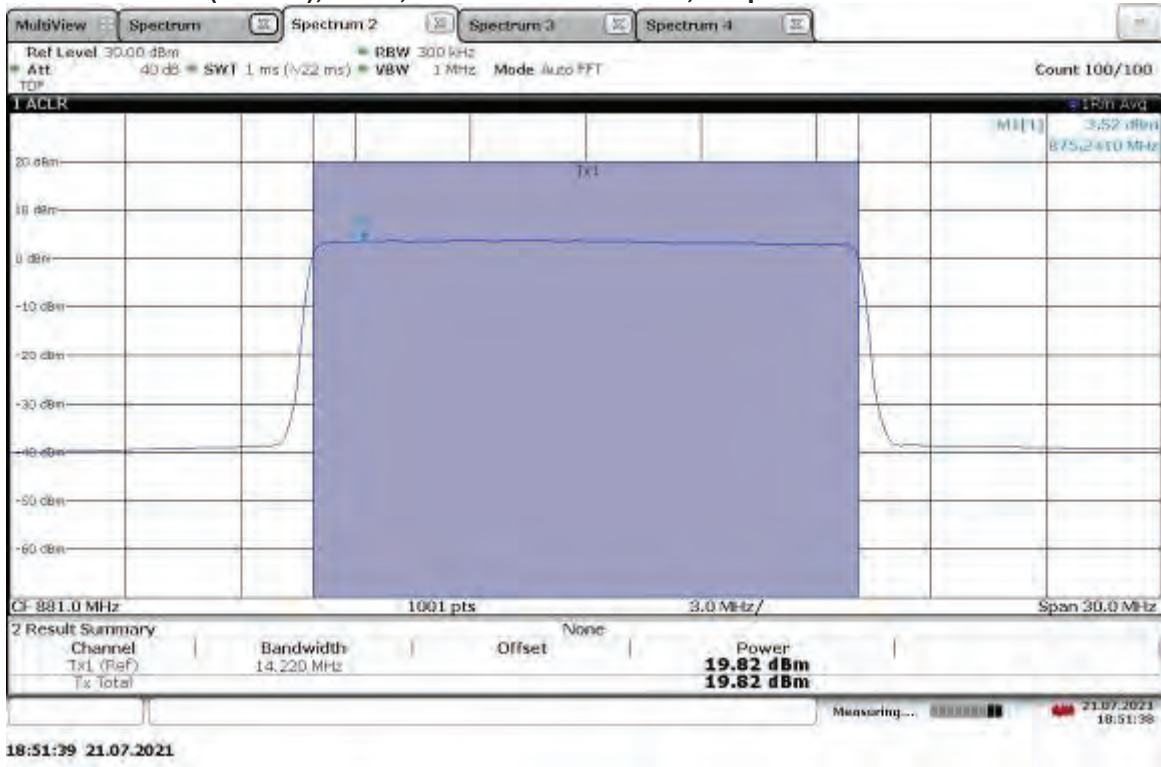 MultiView Spectrum Spectrum 2 Spectrum 3 Spectrum 4
Ref Level 30.00 dBm RBW 300 kHz
Att 40 dB SWT 1 ms (~22 ms) VBW 1 MHz Mode Auto FFT Count 100/100
TDF
1 ACLR 1Rm Avg
M1[1] 3.52 dBm
875.2410 MHz
20 dBm
Tx1
10 dBm
0 dBm
-10 dBm
-20 dBm
-30 dBm
-40 dBm
-50 dBm
-60 dBm
CF 881.0 MHz 1001 pts 3.0 MHz/ Span 30.0 MHz
2 Result Summary None
Channel Bandwidth Offset Power
Tx1 (Ref) 14.220 MHz 19.82 dBm
Tx Total 19.82 dBm
Measuring... 21.07.2021
18:51:38
18:51:39 21.07.2021